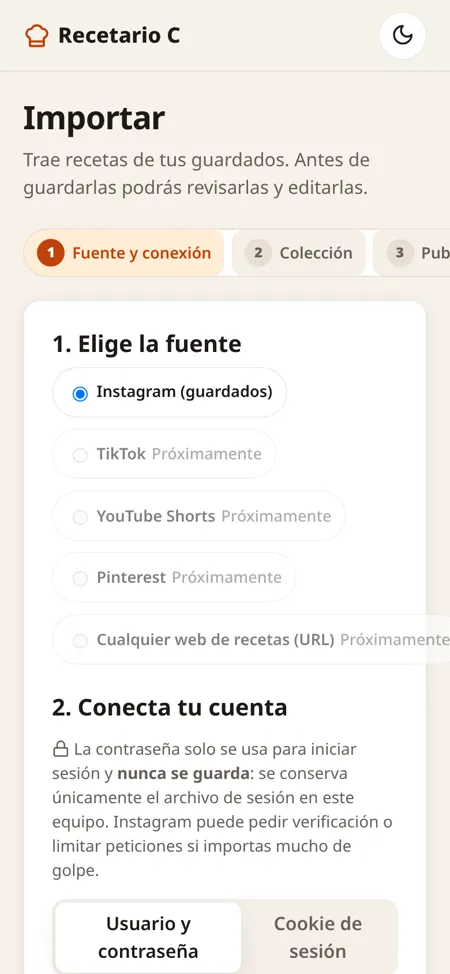 Recetario C
Importar
Trae recetas de tus guardados. Antes de
guardarlas podrás revisarlas y editarlas.
1 Fuente y conexión
2 Colección
3 Pub
1. Elige la fuente
Instagram (guardados)
TikTok Próximamente
YouTube Shorts Próximamente
Pinterest Próximamente
Cualquier web de recetas (URL) Próximamente
2. Conecta tu cuenta
La contraseña solo se usa para iniciar
sesión y nunca se guarda: se conserva
únicamente el archivo de sesión en este
equipo. Instagram puede pedir verificación o
limitar peticiones si importas mucho de
golpe.
Usuario y
contraseña
Cookie de
sesión